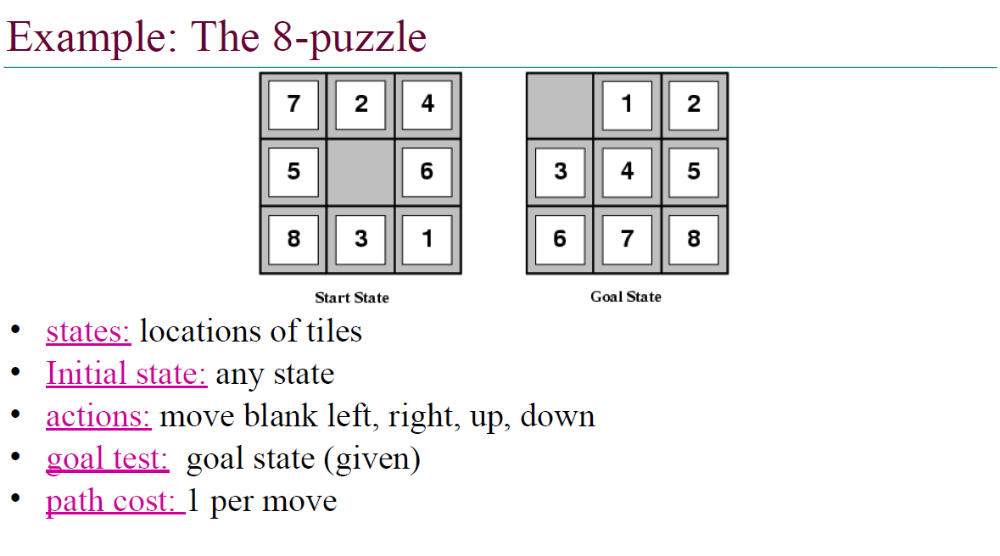 Example: The 8-puzzle
7 2 4
5 6
8 3 1
Start State
1 2
3 4 5
6 7 8
Goal State
• states: locations of tiles
• Initial state: any state
• actions: move blank left, right, up, down
• goal test: goal state (given)
• path cost: 1 per move